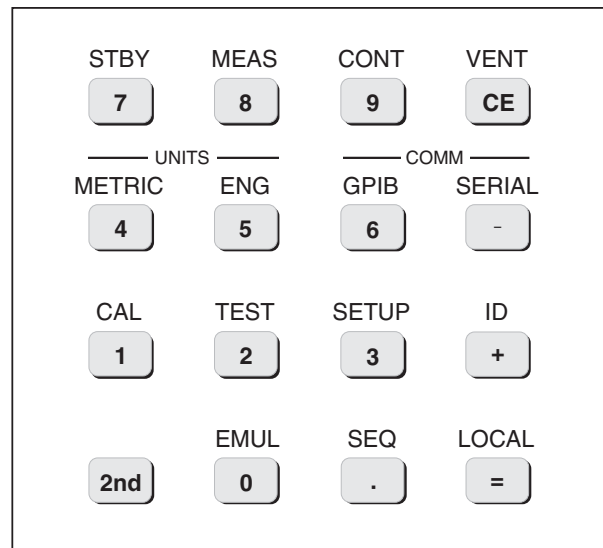 STBY MEAS CONT VENT
7 8 9 CE
UNITS COMM
METRIC ENG GPIB SERIAL
4 5 6 -
CAL TEST SETUP ID
1 2 3 +
EMUL SEQ LOCAL
2nd 0 . =